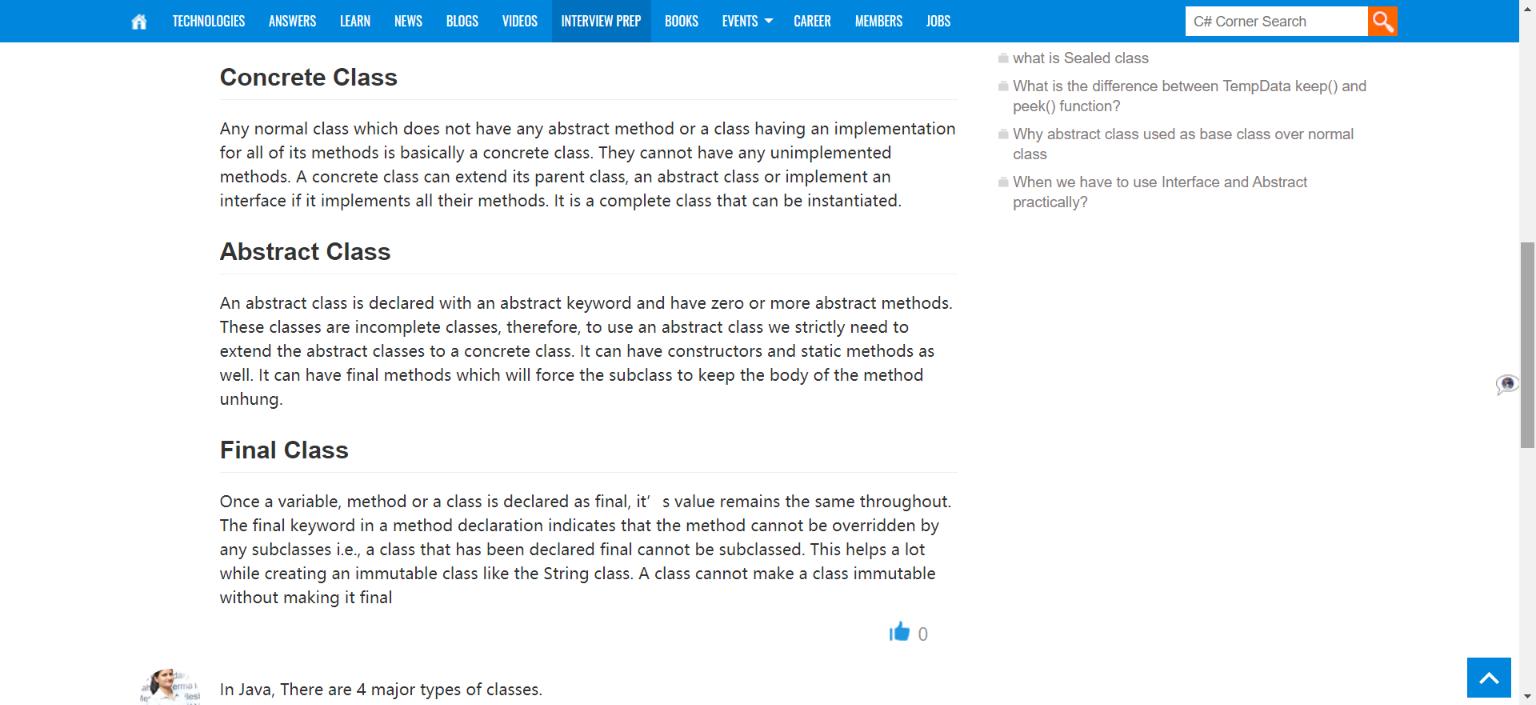 TECHNOLOGIES ANSWERS LEARN NEWS BLOGS VIDEOS INTERVIEW PREP BOOKS EVENTS CAREER MEMBERS JOBS C# Corner Search
Concrete Class
Any normal class which does not have any abstract method or a class having an implementation
for all of its methods is basically a concrete class. They cannot have any unimplemented
methods. A concrete class can extend its parent class, an abstract class or implement an
interface if it implements all their methods. It is a complete class that can be instantiated.
Abstract Class
An abstract class is declared with an abstract keyword and have zero or more abstract methods.
These classes are incomplete classes, therefore, to use an abstract class we strictly need to
extend the abstract classes to a concrete class. It can have constructors and static methods as
well. It can have final methods which will force the subclass to keep the body of the method
unhung.
Final Class
Once a variable, method or a class is declared as final, it’ s value remains the same throughout.
The final keyword in a method declaration indicates that the method cannot be overridden by
any subclasses i.e., a class that has been declared final cannot be subclassed. This helps a lot
while creating an immutable class like the String class. A class cannot make a class immutable
without making it final
0
In Java, There are 4 major types of classes.
what is Sealed class
What is the difference between TempData keep() and
peek() function?
Why abstract class used as base class over normal
class
When we have to use Interface and Abstract
practically?